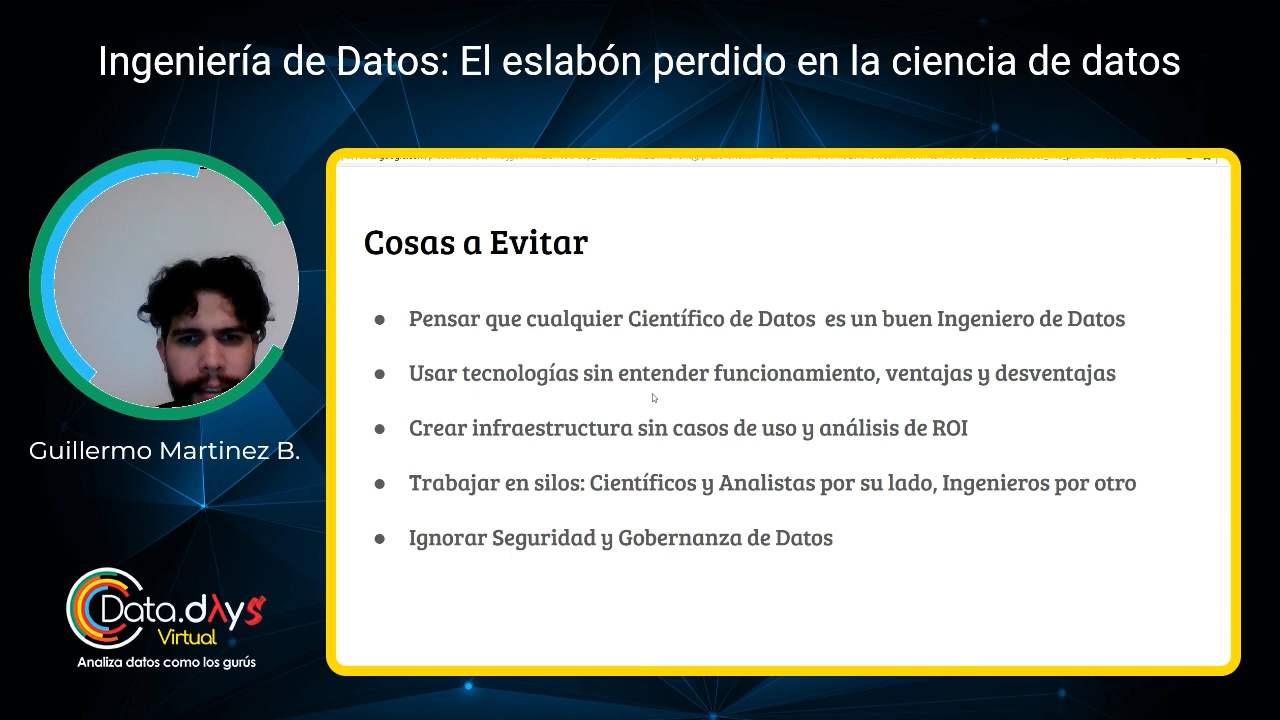 Ingeniería de Datos: El eslabón perdido en la ciencia de datos
Cosas a Evitar
● Pensar que cualquier Científico de Datos es un buen Ingeniero de Datos
● Usar tecnologías sin entender funcionamiento, ventajas y desventajas
● Crear infraestructura sin casos de uso y análisis de ROI
● Trabajar en silos: Científicos y Analistas por su lado, Ingenieros por otro
● Ignorar Seguridad y Gobernanza de Datos
Guillermo Martinez B.
Data.dλys
Virtual
Analiza datos como los gurús